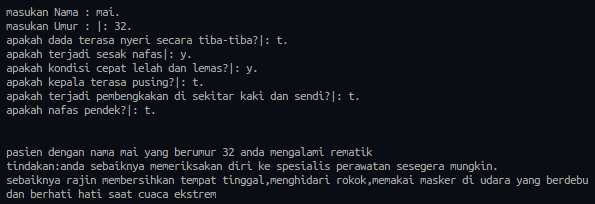 masukan Nama : mai.
masukan Umur : |: 32.
apakah dada terasa nyeri secara tiba-tiba?|: t.
apakah terjadi sesak nafas|: y.
apakah kondisi cepat lelah dan lemas?|: y.
apakah kepala terasa pusing?|: t.
apakah terjadi pembengkakan di sekitar kaki dan sendi?|: t.
apakah nafas pendek?|: t.
pasien dengan nama mai yang berumur 32 anda mengalami rematik
tindakan:anda sebaiknya memeriksakan diri ke spesialis perawatan sesegera mungkin.
sebaiknya rajin membersihkan tempat tinggal,menghidari rokok,memakai masker di udara yang berdebu
dan berhati hati saat cuaca ekstrem